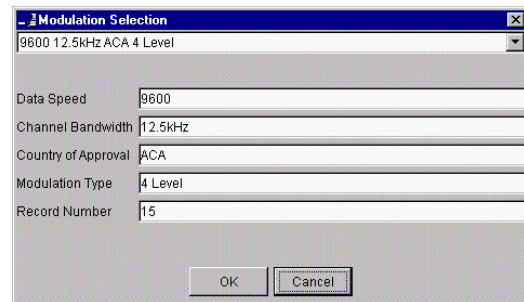 Modulation Selection
9600 12.5kHz ACA 4 Level
Data Speed 9600
Channel Bandwidth 12.5kHz
Country of Approval ACA
Modulation Type 4 Level
Record Number 15
OK Cancel